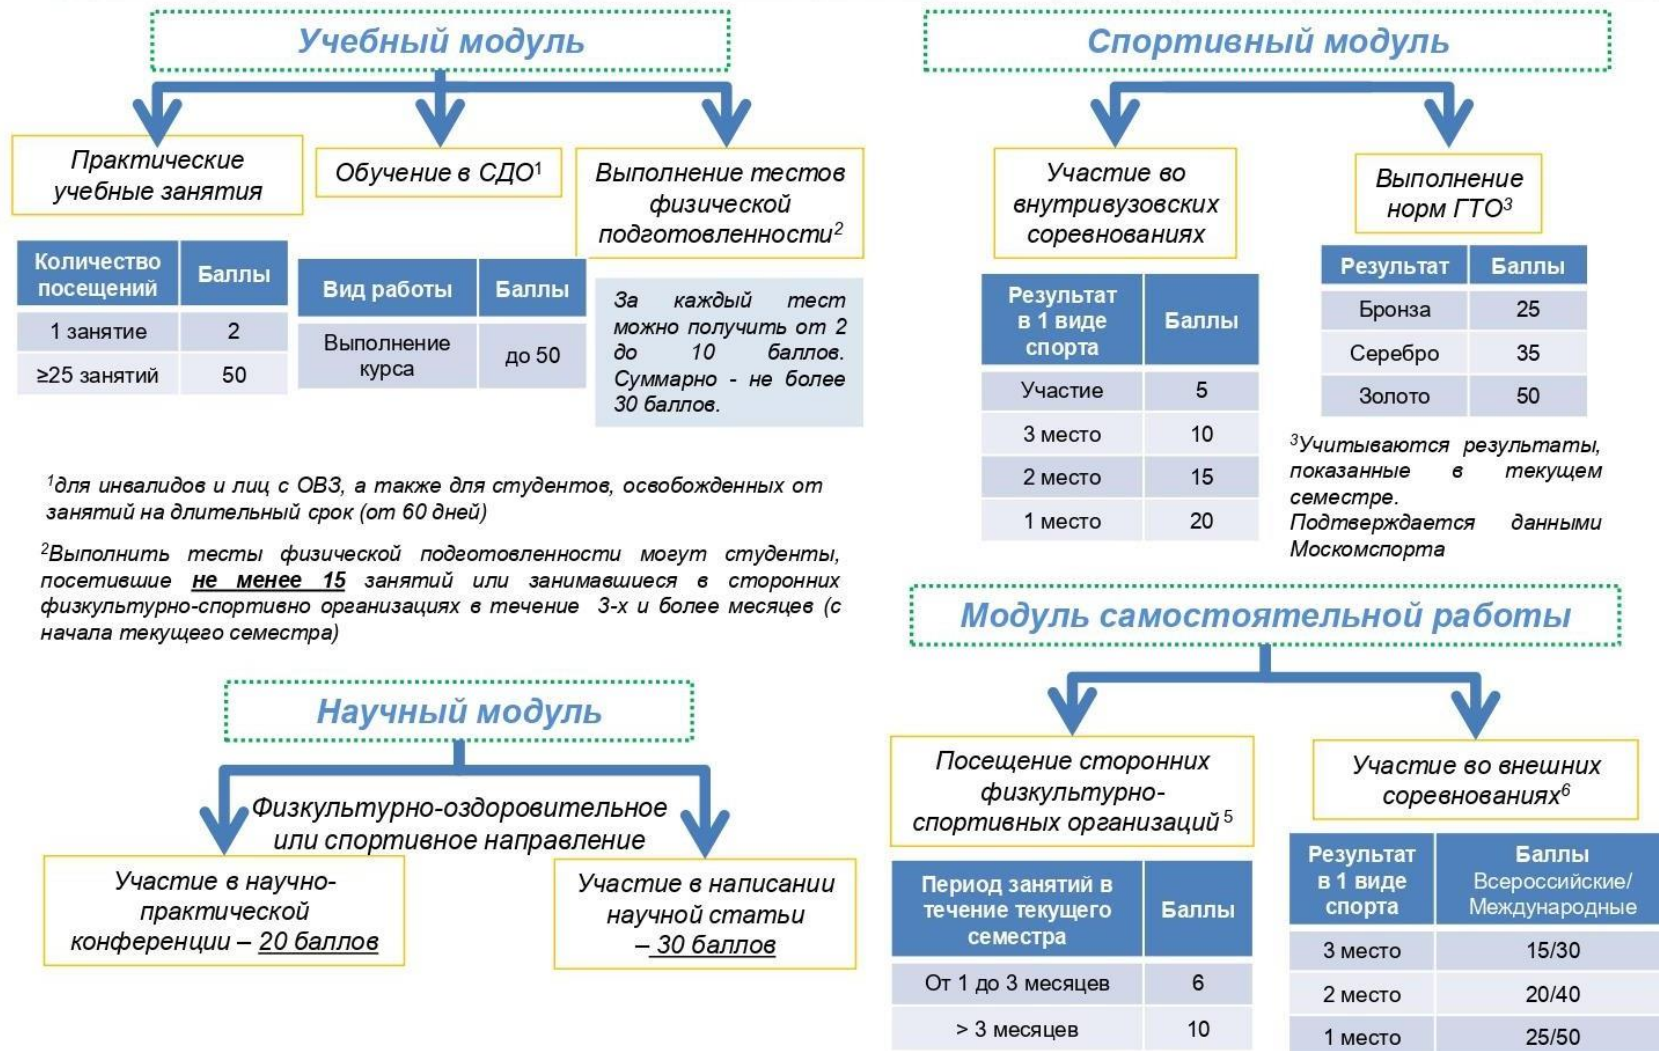 Учебный модуль
Практические
учебные занятия
Обучение в СДО¹
Выполнение тестов
физической
подготовленности²
Количество
посещений
Баллы
1 занятие
2
≥25 занятий
50
Вид работы
Баллы
Выполнение
курса
до 50
За каждый тест
можно получить от 2
до 10 баллов.
Суммарно - не более
30 баллов.
¹для инвалидов и лиц с ОВЗ, а также для студентов, освобожденных от
занятий на длительный срок (от 60 дней)
²Выполнить тесты физической подготовленности могут студенты,
посетившие не менее 15 занятий или занимавшиеся в сторонних
физкультурно-спортивно организациях в течение 3-х и более месяцев (с
начала текущего семестра)
Спортивный модуль
Участие во
внутривузовских
соревнованиях
Выполнение
норм ГТО³
Результат
в 1 виде
спорта
Баллы
Участие
5
3 место
10
2 место
15
1 место
20
Результат
Баллы
Бронза
25
Серебро
35
Золото
50
³Учитываются результаты,
показанные в текущем
семестре.
Подтверждается данными
Москомспорта
Научный модуль
Физкультурно-оздоровительное
или спортивное направление
Участие в научно-
практической
конференции – 20 баллов
Участие в написании
научной статьи
– 30 баллов
Модуль самостоятельной работы
Посещение сторонних
физкультурно-
спортивных организаций ⁵
Участие во внешних
соревнованиях⁶
Период занятий в
течение текущего
семестра
Баллы
От 1 до 3 месяцев
6
> 3 месяцев
10
Результат
в 1 виде
спорта
Баллы
Всероссийские/
Международные
3 место
15/30
2 место
20/40
1 место
25/50